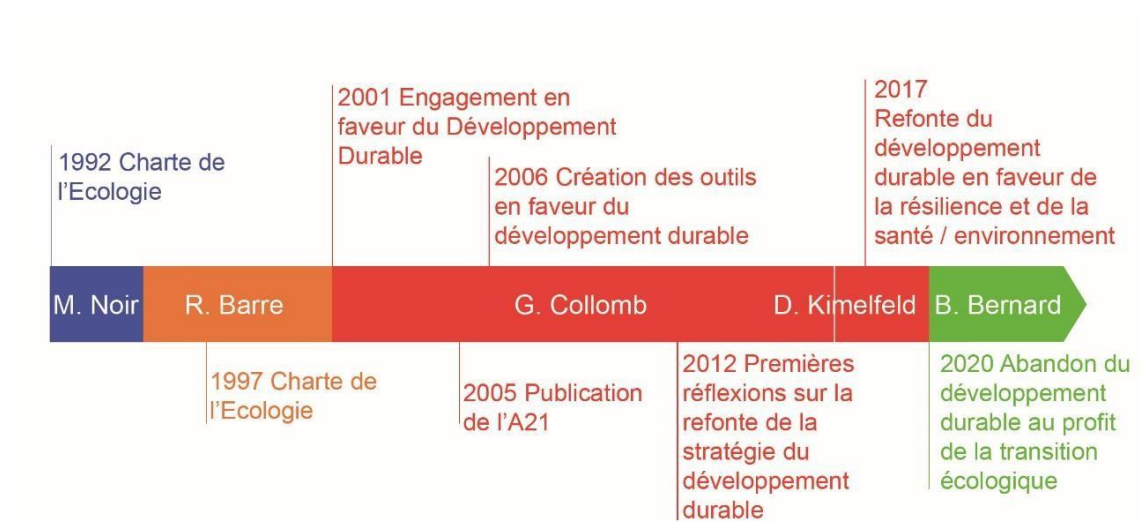 1992 Charte de
l’Ecologie
2001 Engagement en
faveur du Développement
Durable
2006 Création des outils
en faveur du
développement durable
2017
Refonte du
développement
durable en faveur de
la résilience et de la
santé / environnement
M. Noir
R. Barre
G. Collomb
D. Kimelfeld
B. Bernard
1997 Charte de
l’Ecologie
2005 Publication
de l’A21
2012 Premières
réflexions sur la
refonte de la
stratégie du
développement
durable
2020 Abandon du
développement
durable au profit
de la transition
écologique